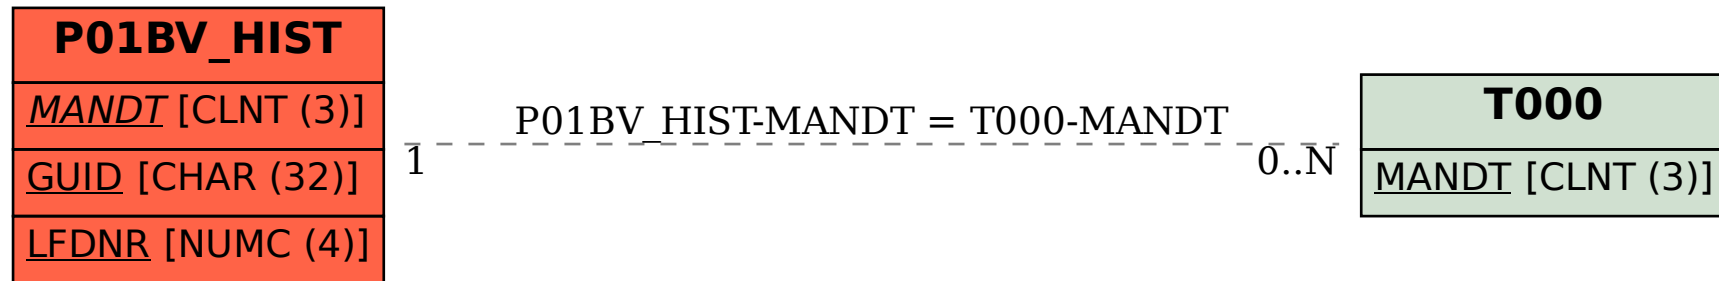 P01BV_HIST
MANDT [CLNT (3)]
GUID [CHAR (32)]
LFDNR [NUMC (4)]
P01BV_HIST-MANDT = T000-MANDT
1
0..N
T000
MANDT [CLNT (3)]